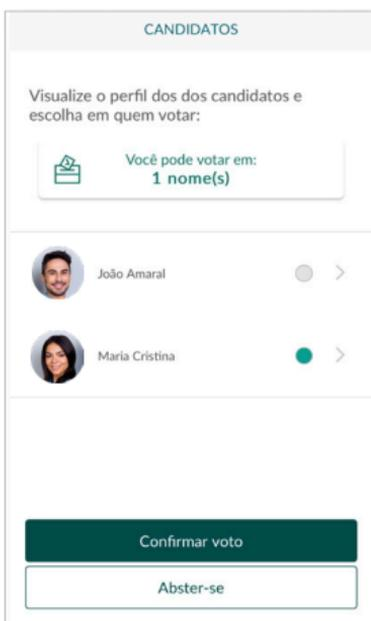 CANDIDATOS
Visualize o perfil dos dos candidatos e
escolha em quem votar:
Você pode votar em:
1 nome(s)
João Amaral
Maria Cristina
Confirmar voto
Abster-se